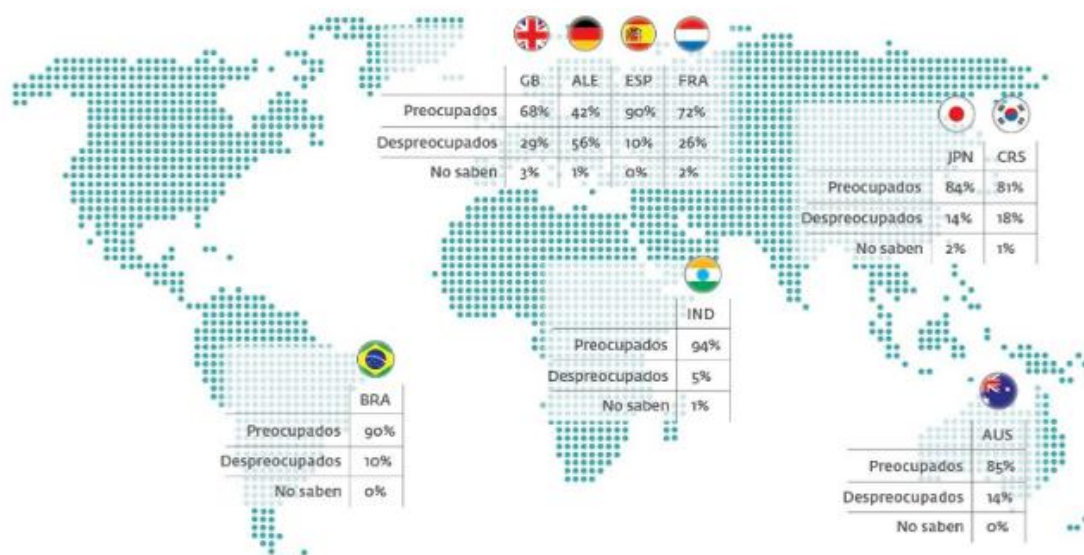 GB ALE ESP FRA
Preocupados 68% 42% 90% 72%
Despreocupados 29% 56% 10% 26%
No saben 3% 1% 0% 2%
JPN CRS
Preocupados 84% 81%
Despreocupados 14% 18%
No saben 2% 1%
IND
Preocupados 94%
Despreocupados 5%
No saben 1%
BRA
Preocupados 90%
Despreocupados 10%
No saben 0%
AUS
Preocupados 85%
Despreocupados 14%
No saben 0%